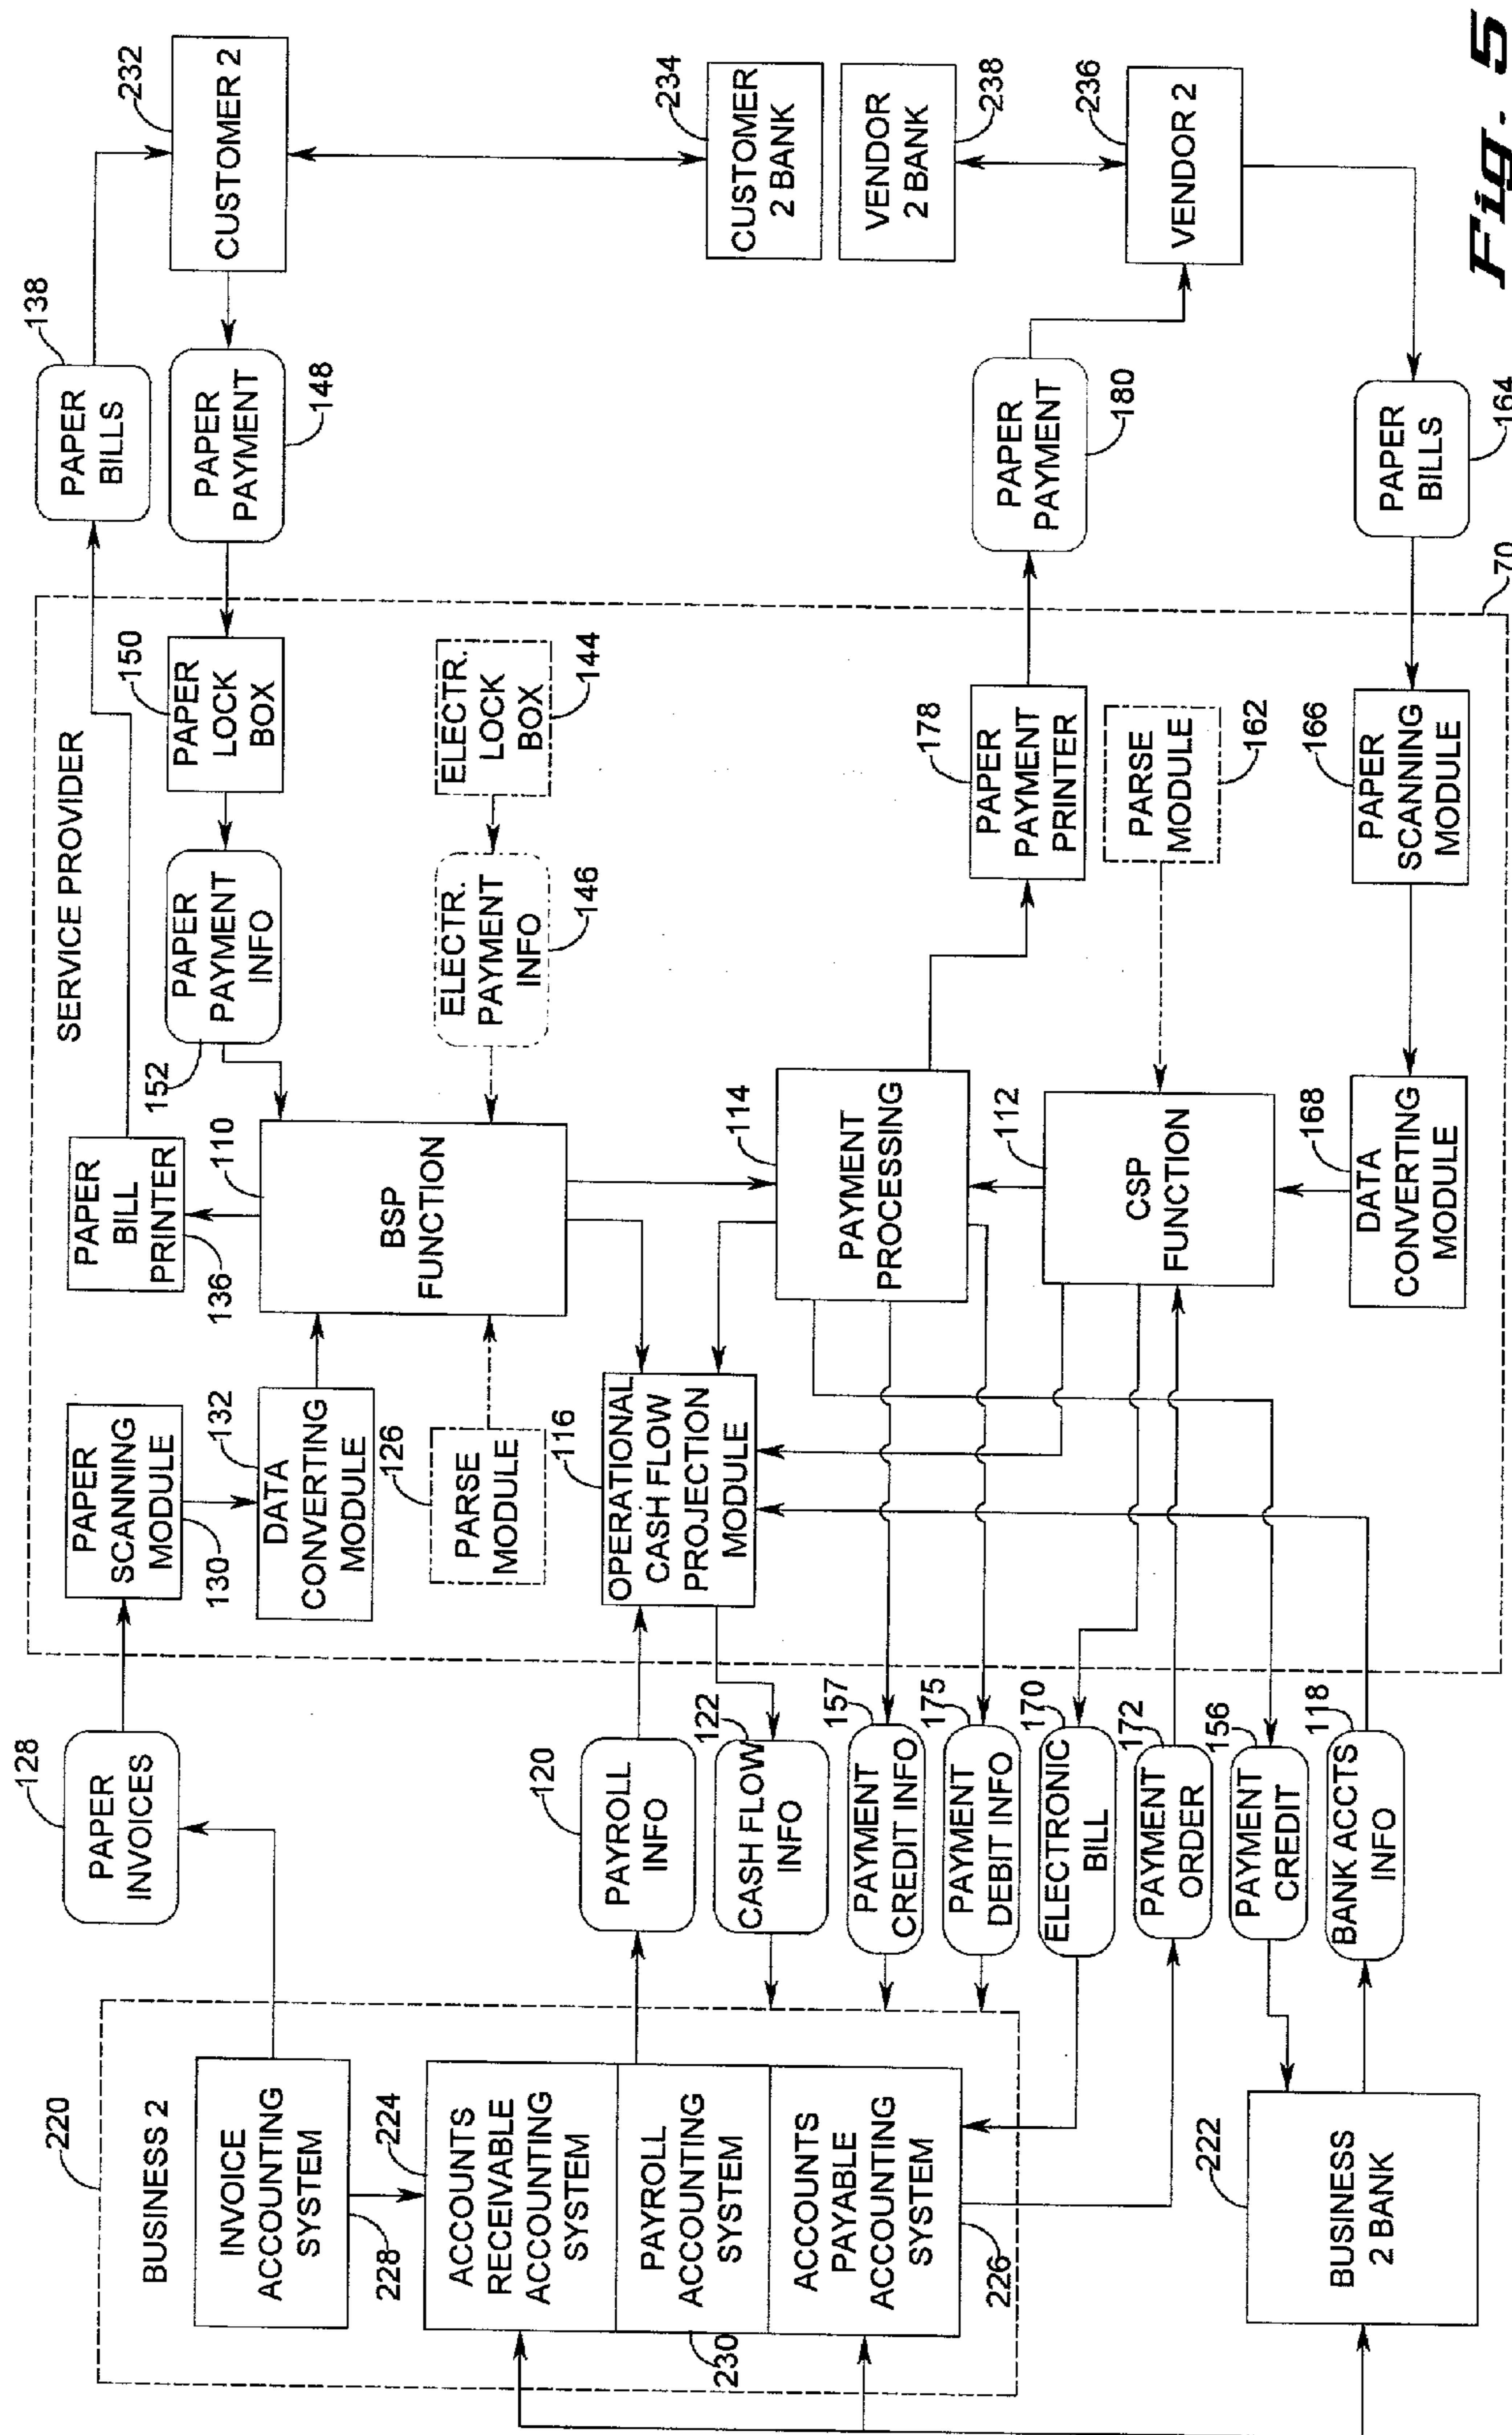 220
BUSINESS 2
INVOICE
ACCOUNTING
SYSTEM
228
224
ACCOUNTS
RECEIVABLE
ACCOUNTING
SYSTEM
PAYROLL
ACCOUNTING
SYSTEM
230
ACCOUNTS
PAYABLE
ACCOUNTING
SYSTEM
226
222
BUSINESS
2 BANK
128
PAPER
INVOICES
120
PAYROLL
INFO
122
CASH FLOW
INFO
157
PAYMENT
CREDIT INFO
175
PAYMENT
DEBIT INFO
170
ELECTRONIC
BILL
172
PAYMENT
ORDER
156
PAYMENT
CREDIT
118
BANK ACCTS
INFO
SERVICE PROVIDER
PAPER
SCANNING
MODULE
130
132
DATA
CONVERTING
MODULE
126
PARSE
MODULE
116
OPERATIONAL
CASH FLOW
PROJECTION
MODULE
PAPER
BILL
PRINTER
136
110
BSP
FUNCTION
114
PAYMENT
PROCESSING
112
CSP
FUNCTION
168
DATA
CONVERTING
MODULE
152
PAPER
PAYMENT
INFO
150
PAPER
LOCK
BOX
ELECTR.
PAYMENT
INFO
146
ELECTR.
LOCK
BOX
144
178
PAPER
PAYMENT
PRINTER
PARSE
MODULE
162
166
PAPER
SCANNING
MODULE
70
138
PAPER
BILLS
PAPER
PAYMENT
148
PAPER
PAYMENT
180
PAPER
BILLS
164
232
CUSTOMER 2
234
CUSTOMER
2 BANK
238
VENDOR
2 BANK
236
VENDOR 2
Fig. 5